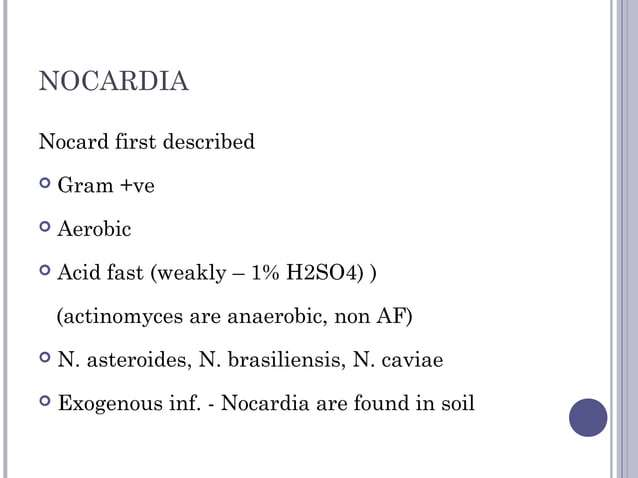 NOCARDIA
Nocard first described
Gram +ve
Aerobic
Acid fast (weakly – 1% H2SO4) )
(actinomyces are anaerobic, non AF)
N. asteroides, N. brasiliensis, N. caviae
Exogenous inf. - Nocardia are found in soil